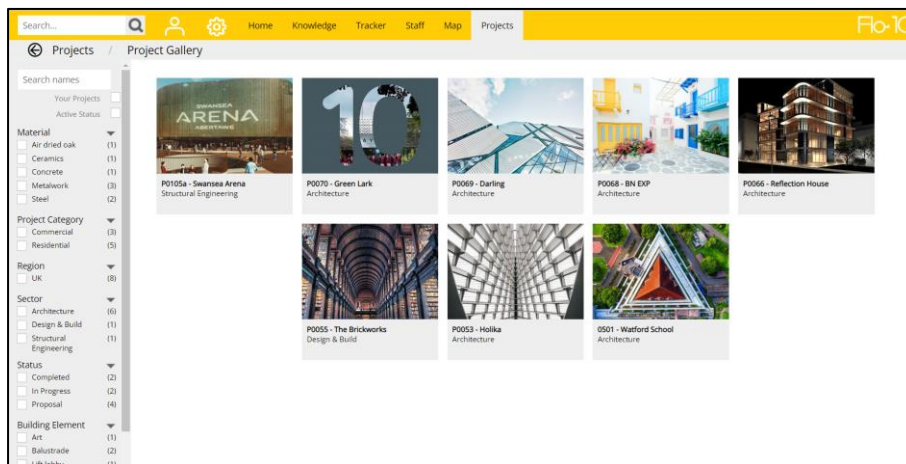 Search...
Home Knowledge Tracker Staff Map Projects
Flo-10
Projects / Project Gallery
Search names
Your Projects
Active Status
Material
Air dried oak (1)
Ceramics (1)
Concrete (1)
Metalwork (3)
Steel (2)
Project Category
Commercial (3)
Residential (5)
Region
UK (8)
Sector
Architecture (6)
Design & Build (1)
Structural (1)
Engineering
Status
Completed (2)
In Progress (2)
Proposal (4)
Building Element
Art (1)
Balustrade (2)
Lift lobby (1)
SWANSEA
ARENA
ABERTAWE
P0105a - Swansea Arena
Structural Engineering
10
P0070 - Green Lark
Architecture
P0069 - Darling
Architecture
P0068 - BN EXP
Architecture
P0066 - Reflection House
Architecture
P0055 - The Brickworks
Design & Build
P0053 - Holika
Architecture
0501 - Watford School
Architecture